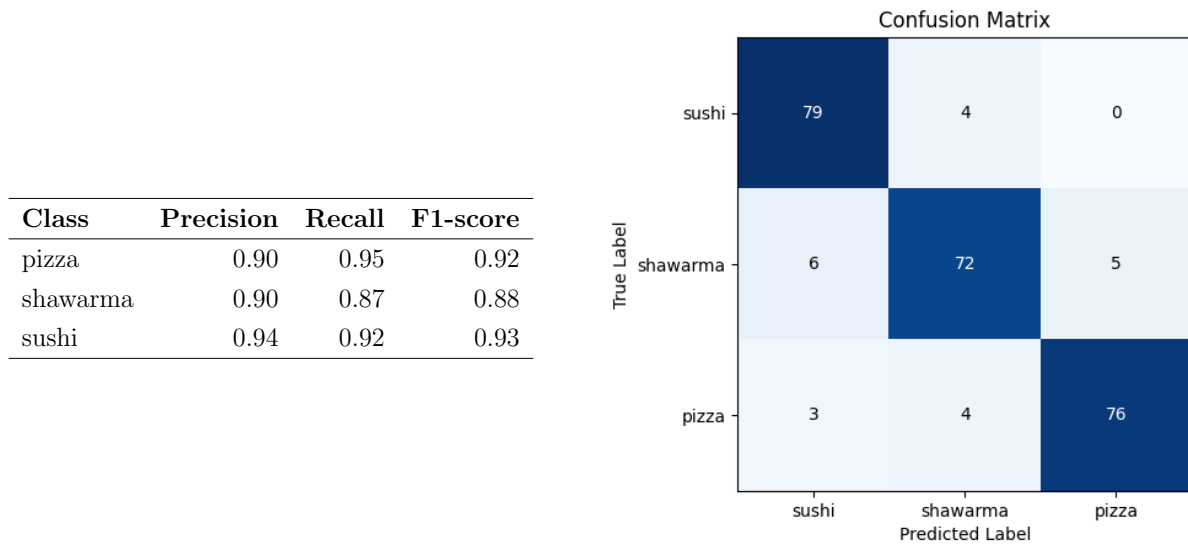 Class Precision Recall F1-score
pizza 0.90 0.95 0.92
shawarma 0.90 0.87 0.88
sushi 0.94 0.92 0.93
Confusion Matrix
True Label
sushi 79 4 0
shawarma 6 72 5
pizza 3 4 76
sushi shawarma pizza
Predicted Label